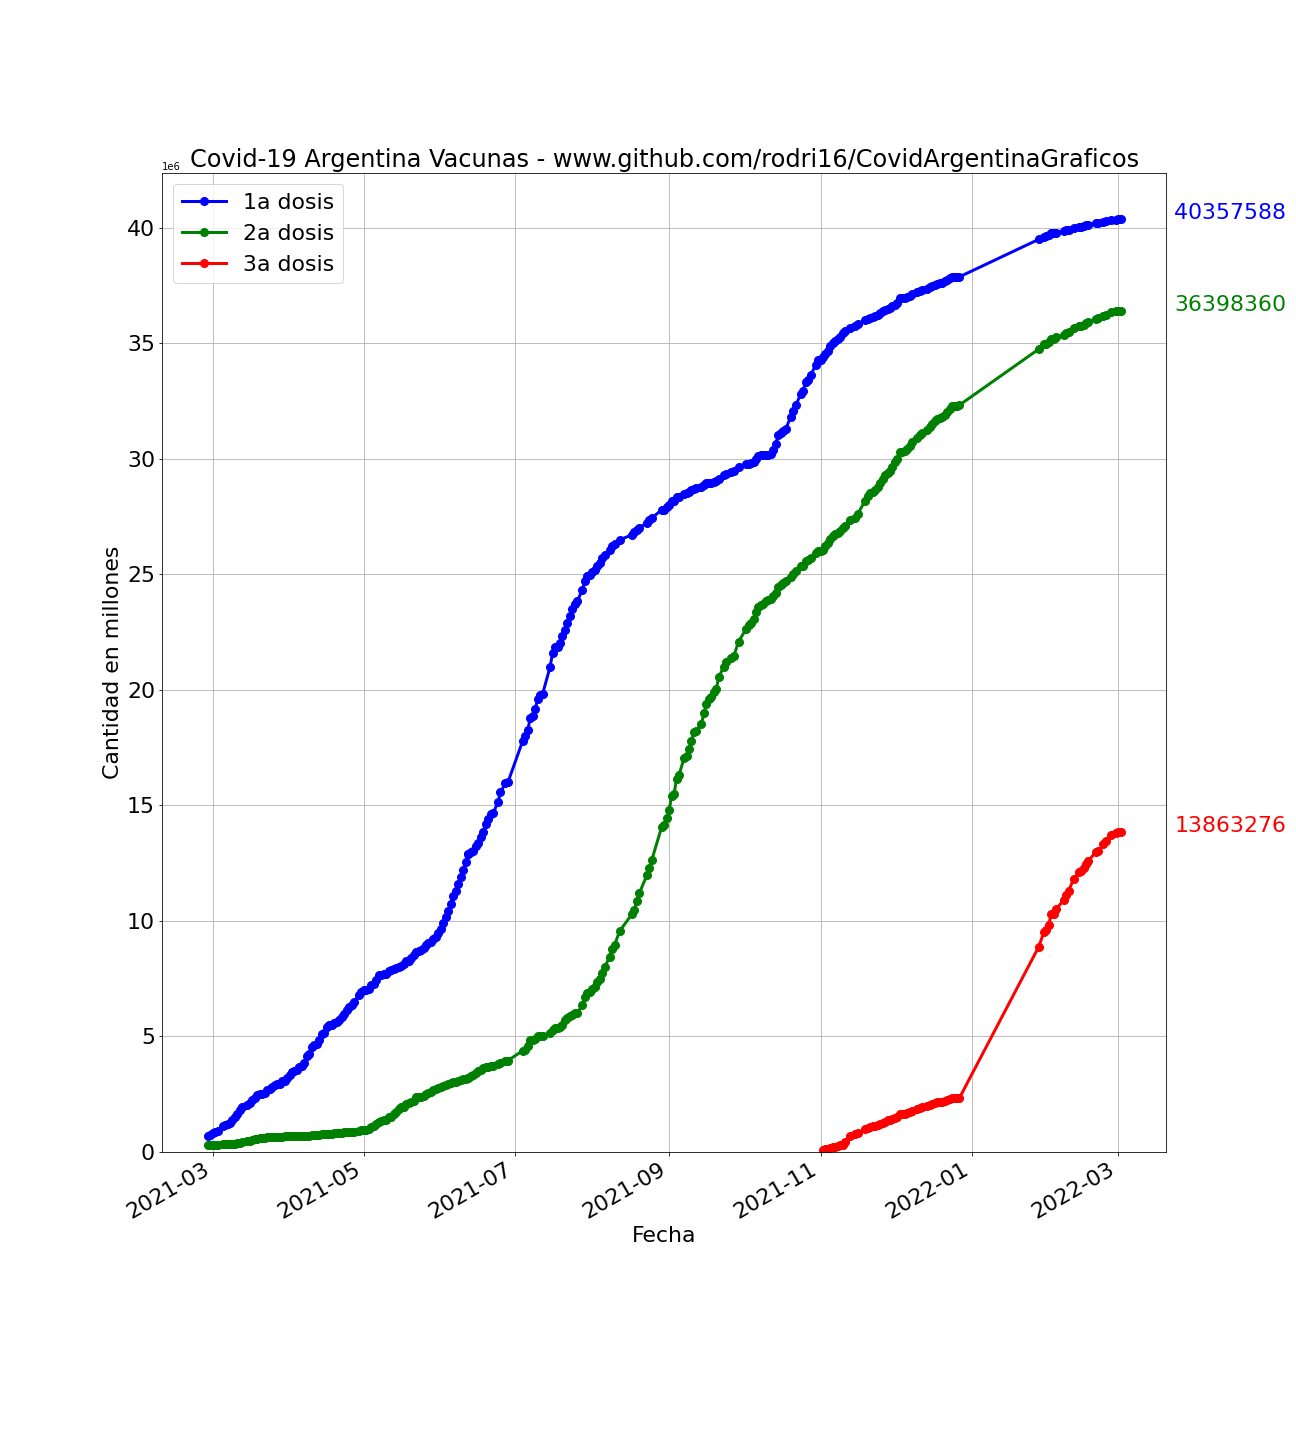 Covid-19 Argentina Vacunas - www.github.com/rodri16/CovidArgentinaGraficos
1e6
1a dosis
2a dosis
3a dosis
40357588
36398360
13863276
40
35
30
25
20
15
10
5
0
Cantidad en millones
2021-03
2021-05
2021-07
2021-09
2021-11
2022-01
2022-03
Fecha